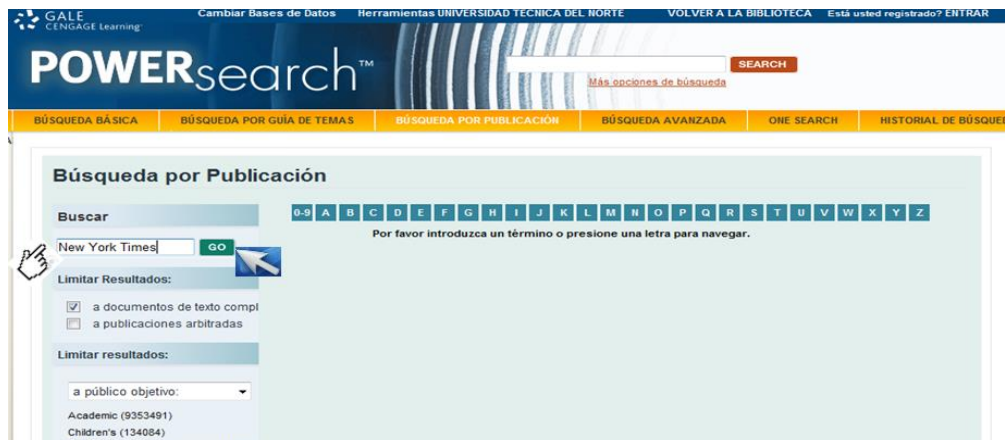 GALE
CENGAGE Learning
Cambiar Bases de Datos Herramientas UNIVERSIDAD TECNICA DEL NORTE VOLVER A LA BIBLIOTECA Está usted registrado? ENTRAR
POWERsearch™
SEARCH
Más opciones de búsqueda
BÚSQUEDA BÁSICA BÚSQUEDA POR GUÍA DE TEMAS BÚSQUEDA POR PUBLICACIÓN BÚSQUEDA AVANZADA ONE SEARCH HISTORIAL DE BÚSQUE
Búsqueda por Publicación
Buscar
0-9 A B C D E F G H I J K L M N O P Q R S T U V W X Y Z
Por favor introduzca un término o presione una letra para navegar.
New York Times GO
Limitar Resultados:
a documentos de texto compl
a publicaciones arbitradas
Limitar resultados:
a público objetivo:
Academic (9353491)
Children's (134084)